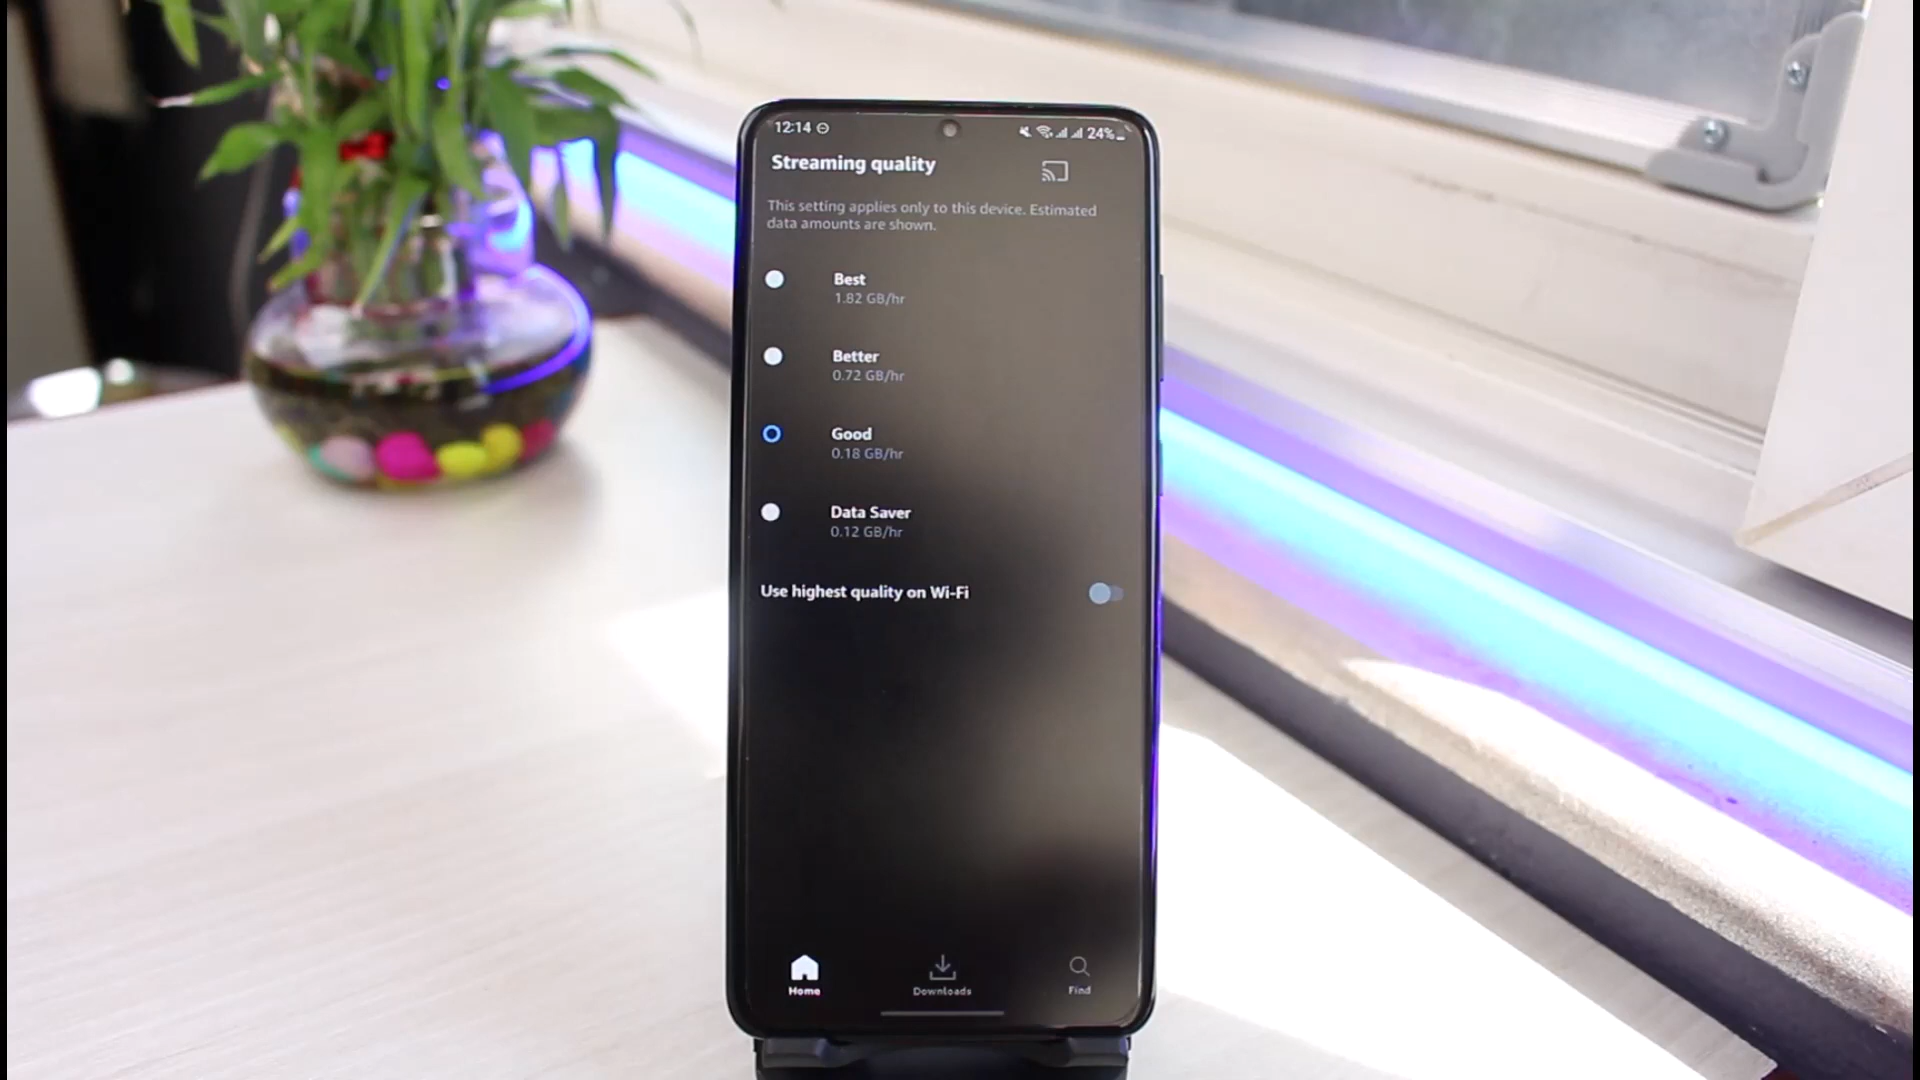 12:14
24%
Streaming quality
This setting applies only to this device. Estimated
data amounts are shown.
Best
1.82 GB/hr
Better
0.72 GB/hr
Good
0.18 GB/hr
Data Saver
0.12 GB/hr
Use highest quality on Wi-Fi
Home
Downloads
Find